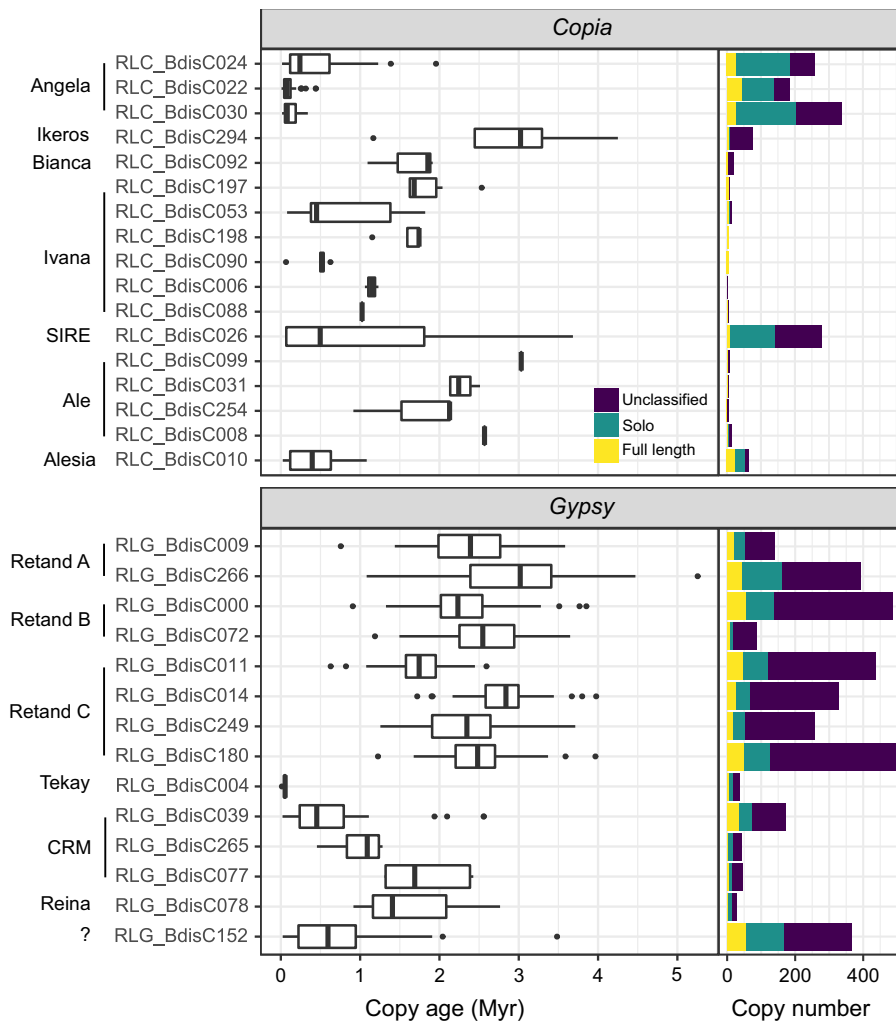 Copia
Angela
RLC_BdisC024
RLC_BdisC022
RLC_BdisC030
Ikeros RLC_BdisC294
Bianca RLC_BdisC092
Ivana
RLC_BdisC197
RLC_BdisC053
RLC_BdisC198
RLC_BdisC090
RLC_BdisC006
RLC_BdisC088
SIRE RLC_BdisC026
Ale
RLC_BdisC099
RLC_BdisC031
RLC_BdisC254
RLC_BdisC008
Alesia RLC_BdisC010
Unclassified
Solo
Full length
Gypsy
Retand A
RLG_BdisC009
RLG_BdisC266
Retand B
RLG_BdisC000
RLG_BdisC072
Retand C
RLG_BdisC011
RLG_BdisC014
RLG_BdisC249
RLG_BdisC180
Tekay RLG_BdisC004
CRM
RLG_BdisC039
RLG_BdisC265
RLG_BdisC077
Reina RLG_BdisC078
? RLG_BdisC152
0 1 2 3 4 5
0 200 400
Copy age (Myr)
Copy number